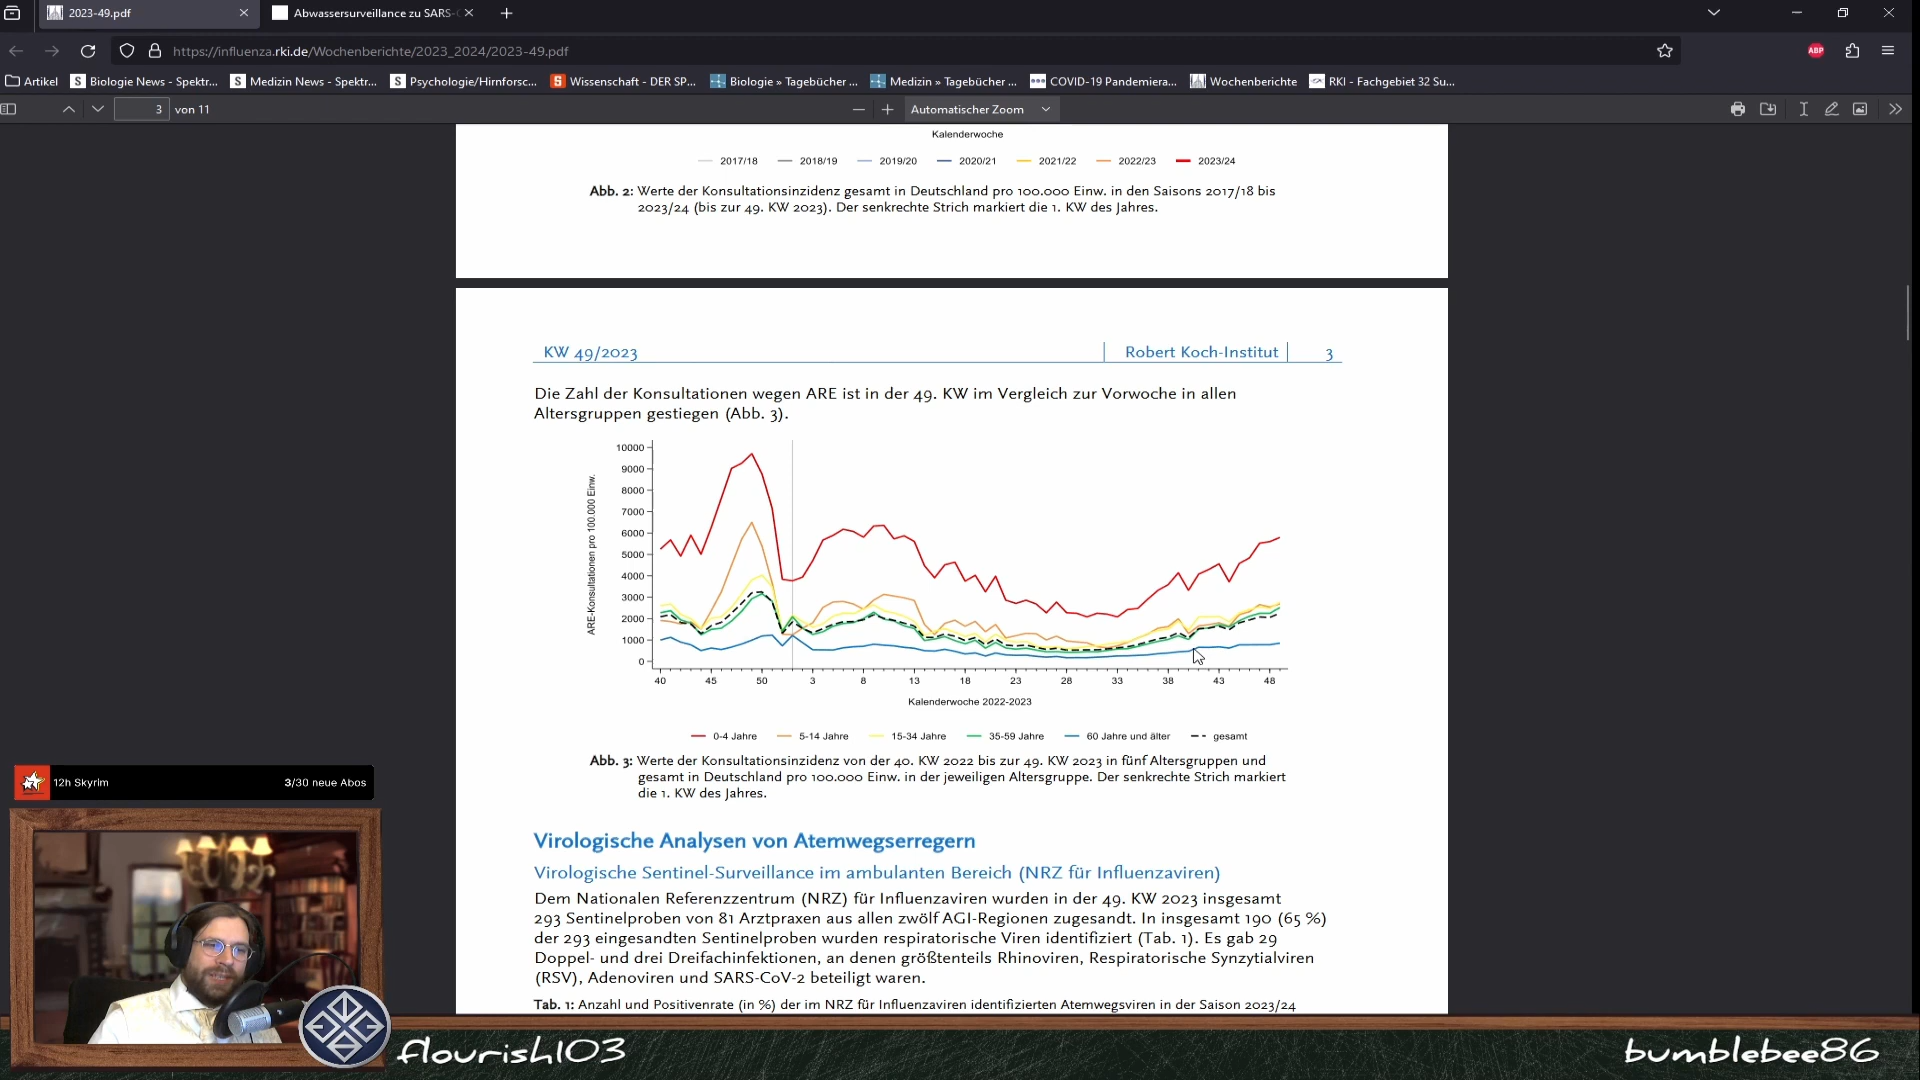 2023-49.pdf
Abwassersurveillance zu SARS-
https://influenza.rki.de/Wochenberichte/2023_2024/2023-49.pdf
ABP
Artikel
Biologie News - Spektr...
Medizin News - Spektr...
Psychologie/Hirnforsc...
Wissenschaft - DER SP...
Biologie » Tagebücher ...
Medizin » Tagebücher ...
COVID-19 Pandemiera...
Wochenberichte
RKI - Fachgebiet 32 Su...
3 von 11
Automatischer Zoom
Kalenderwoche
2017/18 2018/19 2019/20 2020/21 2021/22 2022/23 2023/24
Abb. 2: Werte der Konsultationsinzidenz gesamt in Deutschland pro 100.000 Einw. in den Saisons 2017/18 bis
2023/24 (bis zur 49. KW 2023). Der senkrechte Strich markiert die 1. KW des Jahres.
KW 49/2023 Robert Koch-Institut 3
Die Zahl der Konsultationen wegen ARE ist in der 49. KW im Vergleich zur Vorwoche in allen
Altersgruppen gestiegen (Abb. 3).
ARE-Konsultationen pro 100.000 Einw.
10000
9000
8000
7000
6000
5000
4000
3000
2000
1000
0
40 45 50 3 8 13 18 23 28 33 38 43 48
Kalenderwoche 2022-2023
0-4 Jahre 5-14 Jahre 15-34 Jahre 35-59 Jahre 60 Jahre und älter gesamt
Abb. 3: Werte der Konsultationsinzidenz von der 40. KW 2022 bis zur 49. KW 2023 in fünf Altersgruppen und
gesamt in Deutschland pro 100.000 Einw. in der jeweiligen Altersgruppe. Der senkrechte Strich markiert
die 1. KW des Jahres.
Virologische Analysen von Atemwegserregern
Virologische Sentinel-Surveillance im ambulanten Bereich (NRZ für Influenzaviren)
Dem Nationalen Referenzzentrum (NRZ) für Influenzaviren wurden in der 49. KW 2023 insgesamt
293 Sentinelproben von 81 Arztpraxen aus allen zwölf AGI-Regionen zugesandt. In insgesamt 190 (65 %)
der 293 eingesandten Sentinelproben wurden respiratorische Viren identifiziert (Tab. 1). Es gab 29
Doppel- und drei Dreifachinfektionen, an denen größtenteils Rhinoviren, Respiratorische Synzytialviren
(RSV), Adenoviren und SARS-CoV-2 beteiligt waren.
Tab. 1: Anzahl und Positivenrate (in %) der im NRZ für Influenzaviren identifizierten Atemwegsviren in der Saison 2023/24
12h Skyrim 3/30 neue Abos
flourish103
bumblebee86